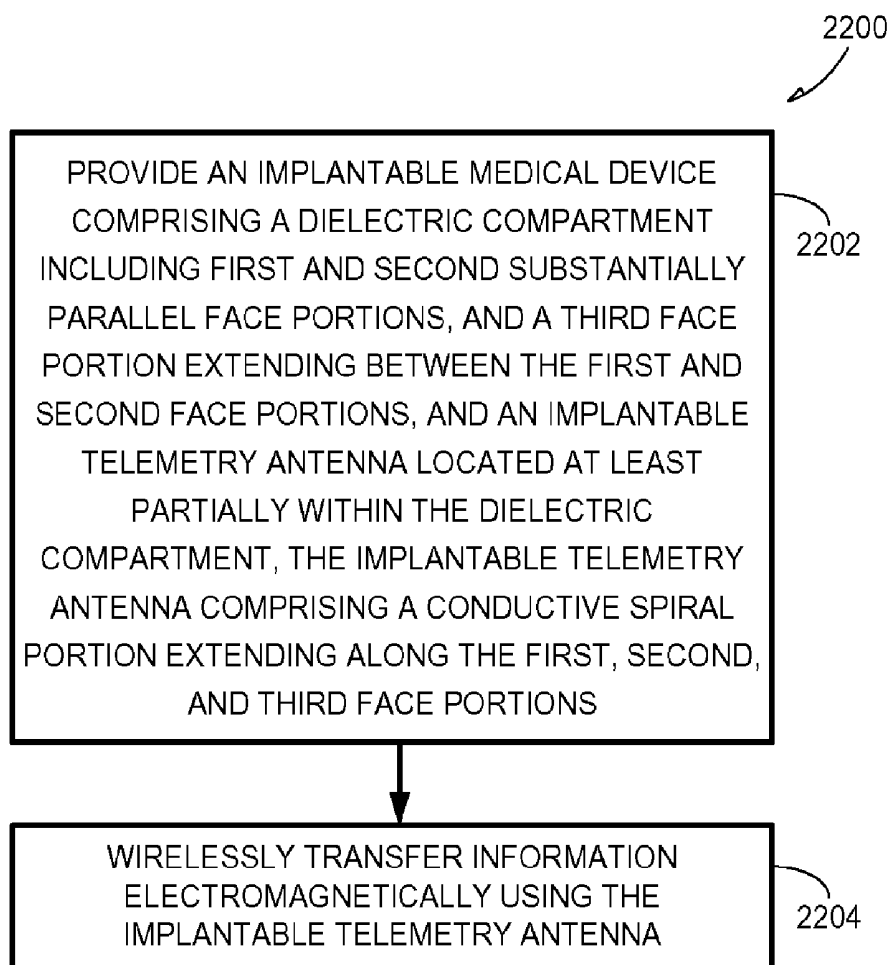 2200
PROVIDE AN IMPLANTABLE MEDICAL DEVICE
COMPRISING A DIELECTRIC COMPARTMENT
INCLUDING FIRST AND SECOND SUBSTANTIALLY
PARALLEL FACE PORTIONS, AND A THIRD FACE
PORTION EXTENDING BETWEEN THE FIRST AND
SECOND FACE PORTIONS, AND AN IMPLANTABLE
TELEMETRY ANTENNA LOCATED AT LEAST
PARTIALLY WITHIN THE DIELECTRIC
COMPARTMENT, THE IMPLANTABLE TELEMETRY
ANTENNA COMPRISING A CONDUCTIVE SPIRAL
PORTION EXTENDING ALONG THE FIRST, SECOND,
AND THIRD FACE PORTIONS
2202
WIRELESSLY TRANSFER INFORMATION
ELECTROMAGNETICALLY USING THE
IMPLANTABLE TELEMETRY ANTENNA
2204